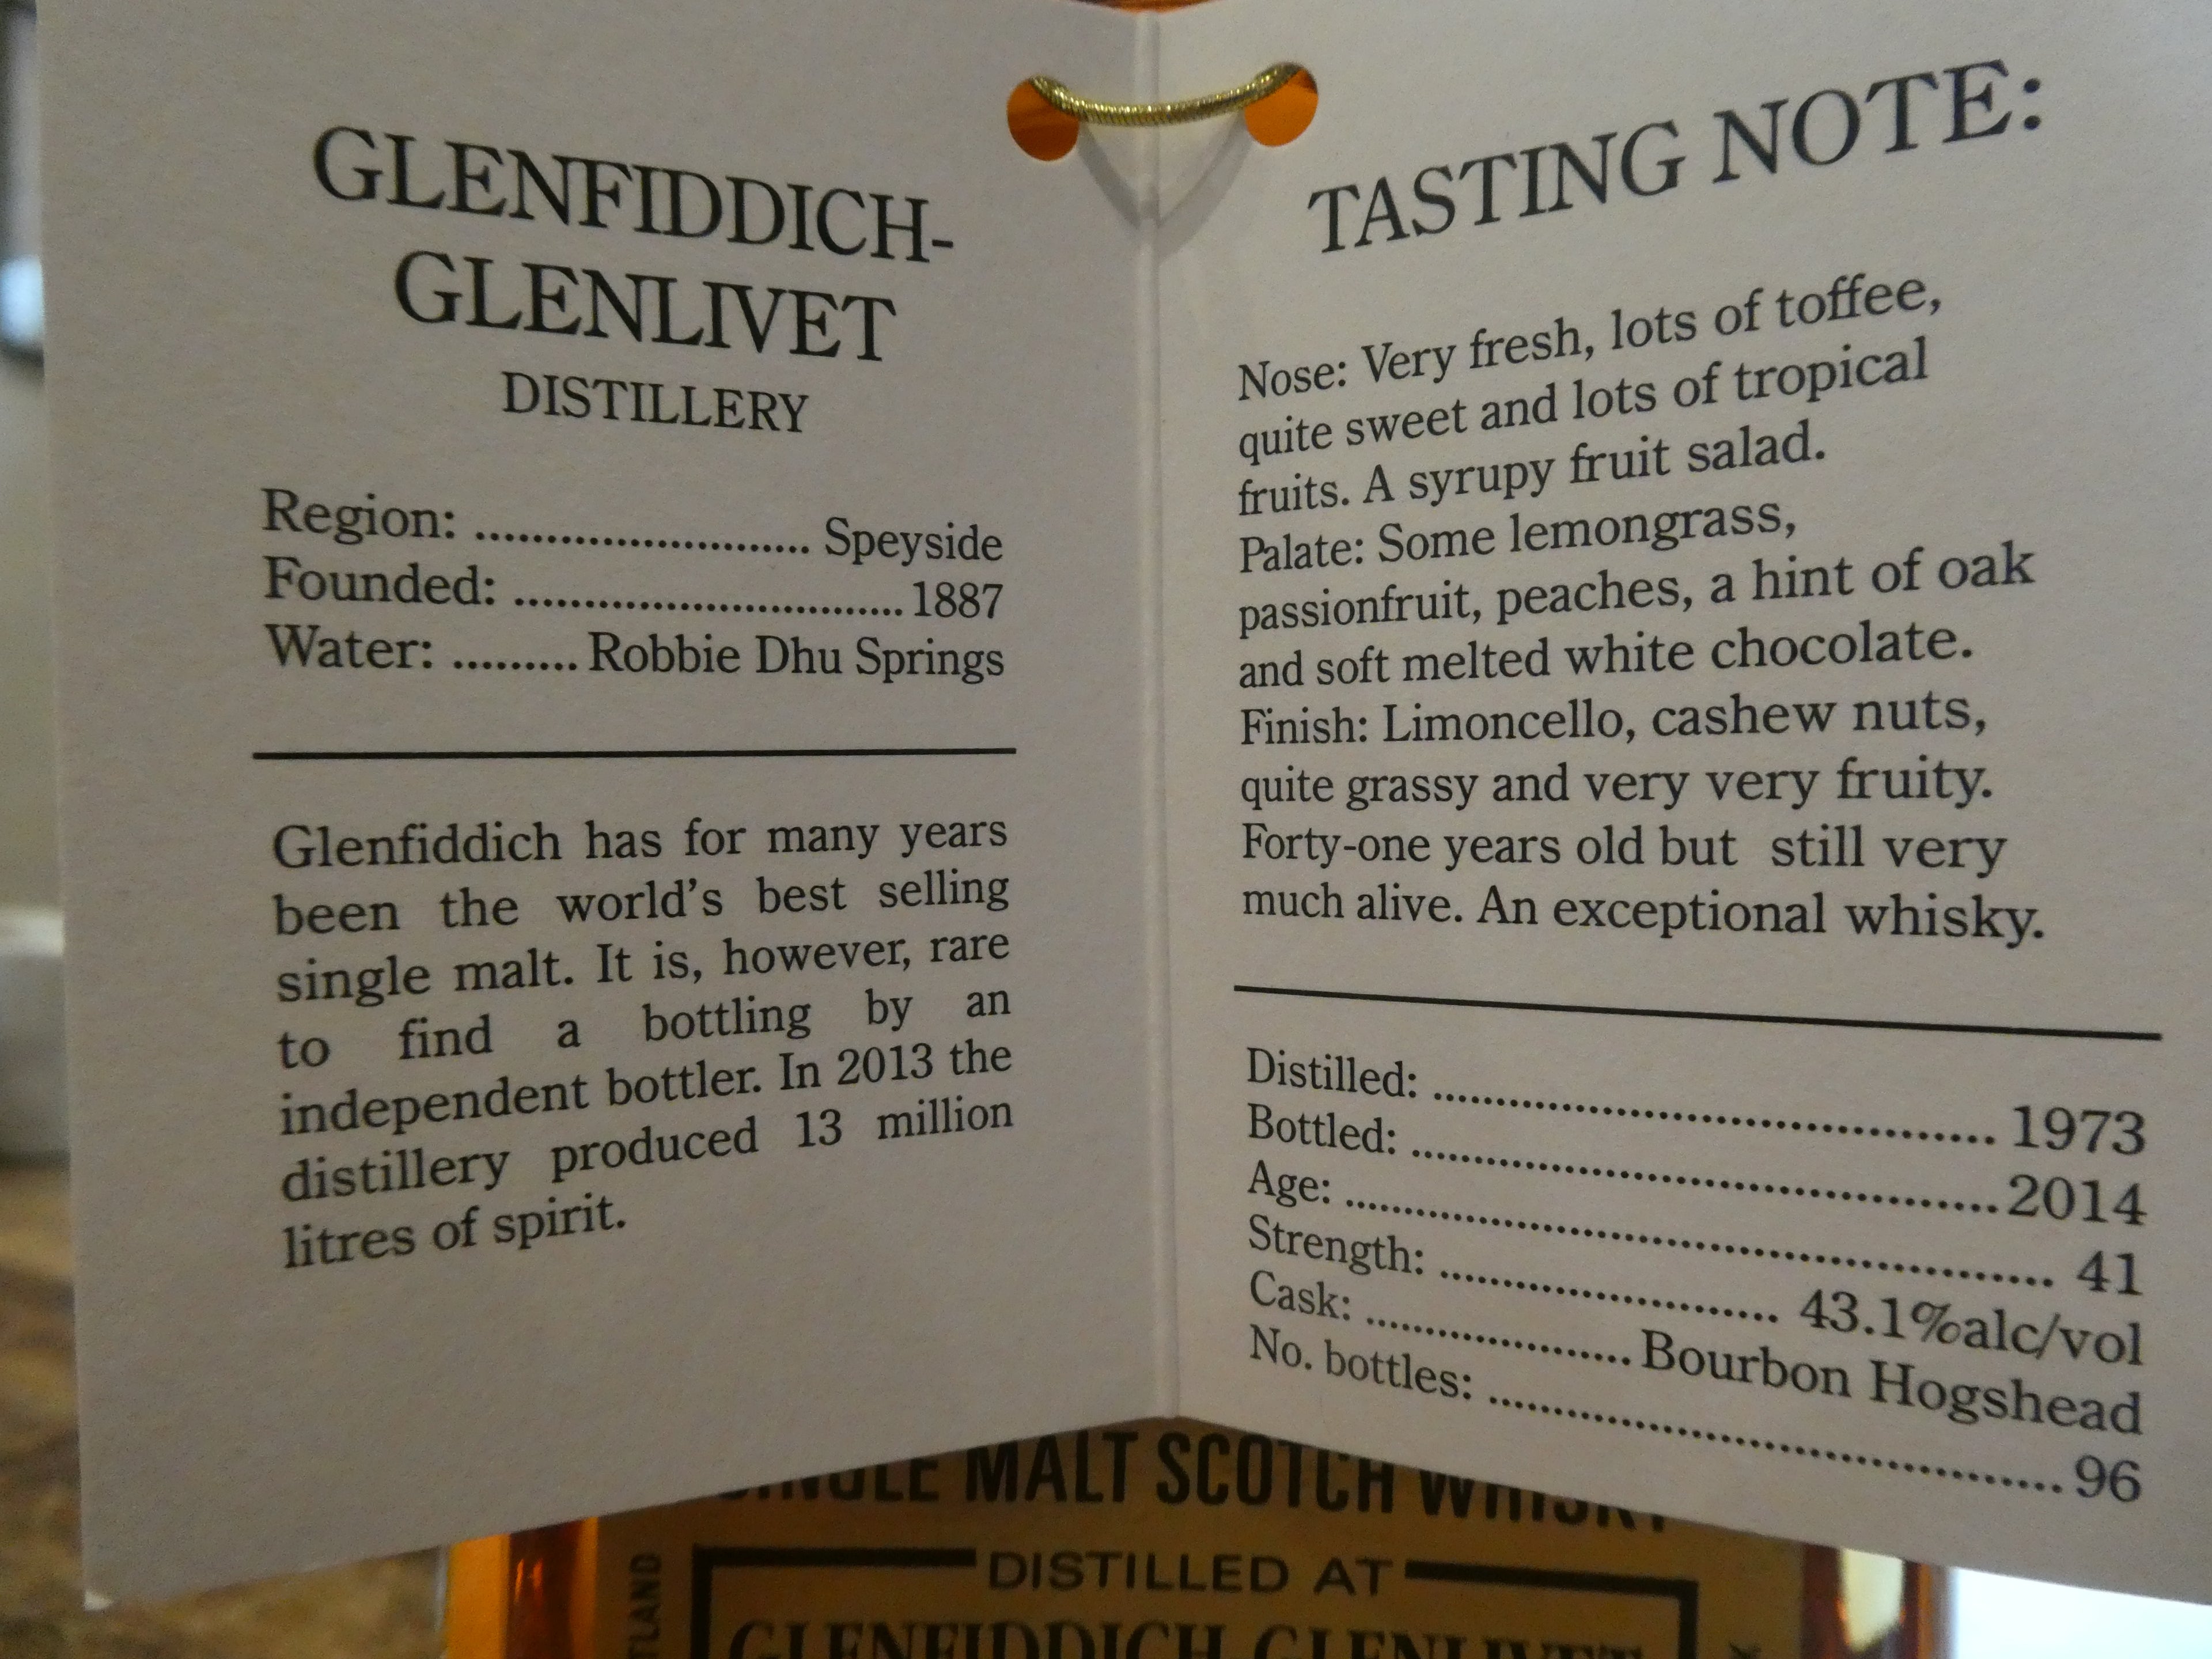 GLENFIDDICH-
GLENLIVET
DISTILLERY
Region: ........................ Speyside
Founded: ............................ 1887
Water: ......... Robbie Dhu Springs
Glenfiddich has for many years
been the world's best selling
single malt. It is, however, rare
to find a bottling by an
independent bottler. In 2013 the
distillery produced 13 million
litres of spirit.
TASTING NOTE:
Nose: Very fresh, lots of toffee,
quite sweet and lots of tropical
fruits. A syrupy fruit salad.
Palate: Some lemongrass,
passionfruit, peaches, a hint of oak
and soft melted white chocolate.
Finish: Limoncello, cashew nuts,
quite grassy and very very fruity.
Forty-one years old but still very
much alive. An exceptional whisky.
Distilled: ........................................ 1973
Bottled: .......................................... 2014
Age: .................................................. 41
Strength: ........................ 43.1%alc/vol
Cask: ................... Bourbon Hogshead
No. bottles: ........................................ 96
SINGLE MALT SCOTCH WHISKY
DISTILLED AT
GLENFIDDICH GLENLIVET